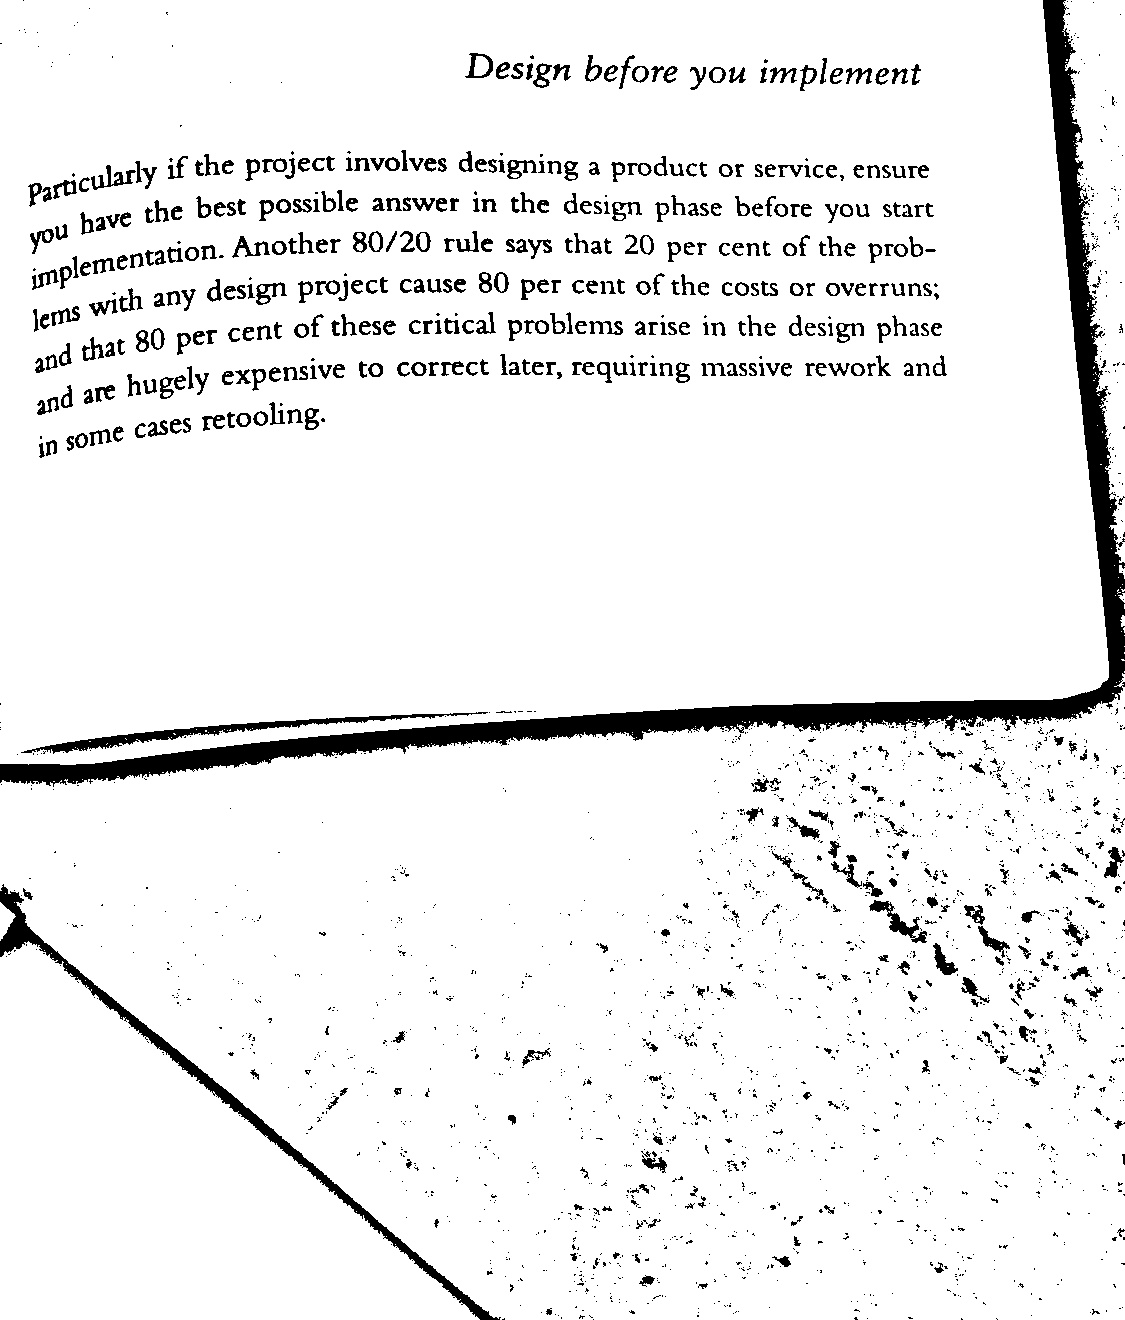 Design before you implement
Particularly if the project involves designing a product or service, ensure
you have the best possible answer in the design phase before you start
implementation. Another 80/20 rule says that 20 per cent of the prob-
lems with any design project cause 80 per cent of the costs or overruns;
and that 80 per cent of these critical problems arise in the design phase
and are hugely expensive to correct later, requiring massive rework and
in some cases retooling.